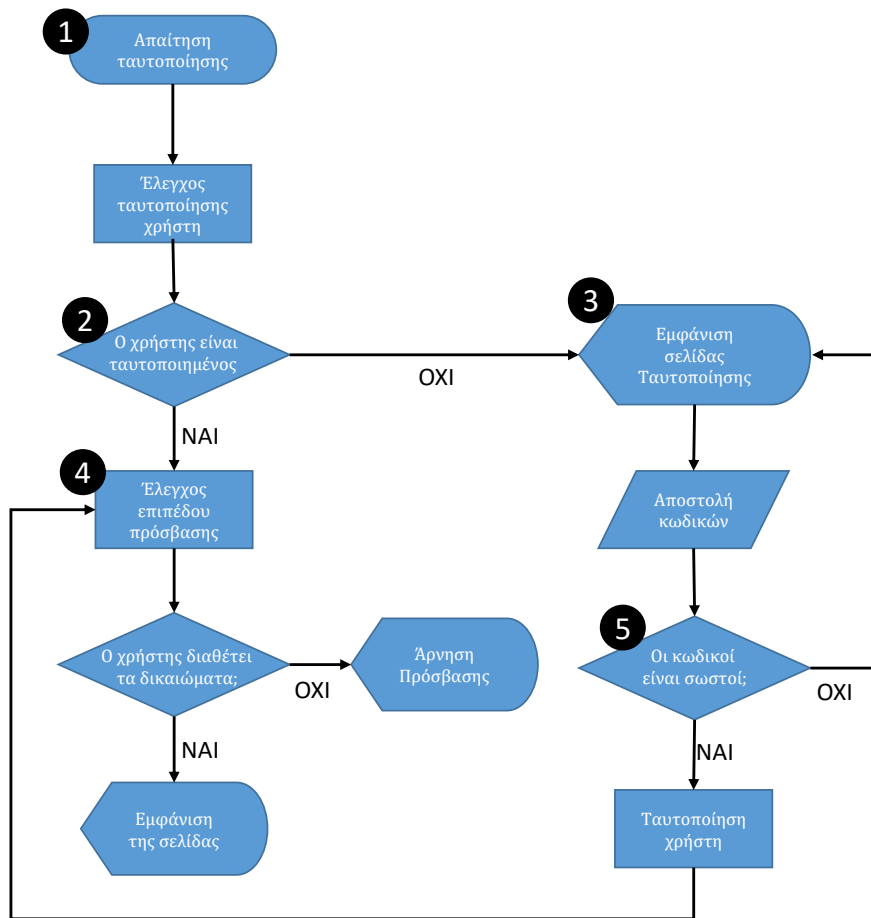 1
Απαίτηση
ταυτοποίησης
Έλεγχος
ταυτοποίησης
χρήστη
2
Ο χρήστης είναι
ταυτοποιημένος
ΟΧΙ
3
Εμφάνιση
σελίδας
Ταυτοποίησης
ΝΑΙ
4
Έλεγχος
επιπέδου
πρόσβασης
Αποστολή
κωδικών
Ο χρήστης διαθέτει
τα δικαιώματα;
ΟΧΙ
Άρνηση
Πρόσβασης
5
Οι κωδικοί
είναι σωστοί;
ΟΧΙ
ΝΑΙ
ΝΑΙ
Εμφάνιση
της σελίδας
Ταυτοποίηση
χρήστη